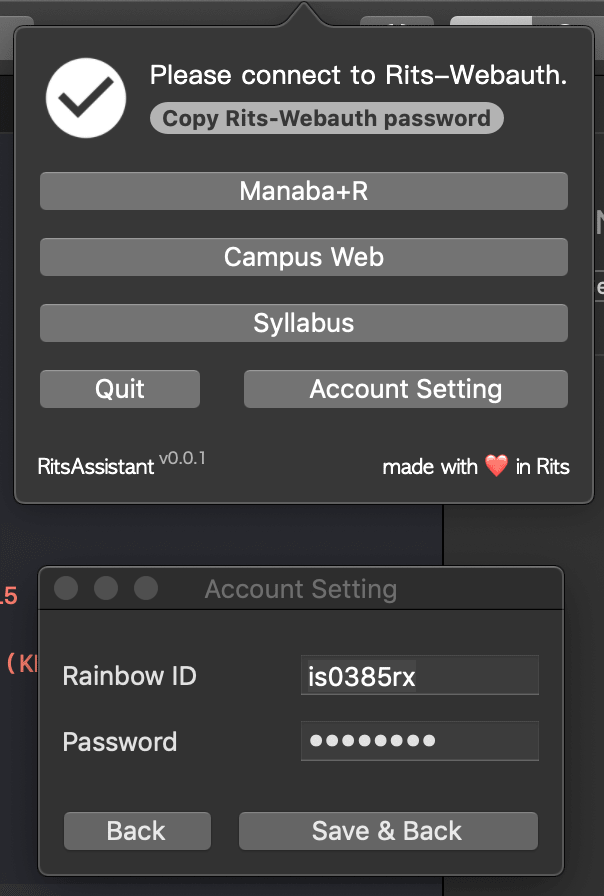 Please connect to Rits-Webauth.
Copy Rits-Webauth password
Manaba+R
Campus Web
Syllabus
Quit Account Setting
RitsAssistant v0.0.1 made with ❤️ in Rits
Account Setting
Rainbow ID is0385rx
Password ●●●●●●●●
Back Save & Back